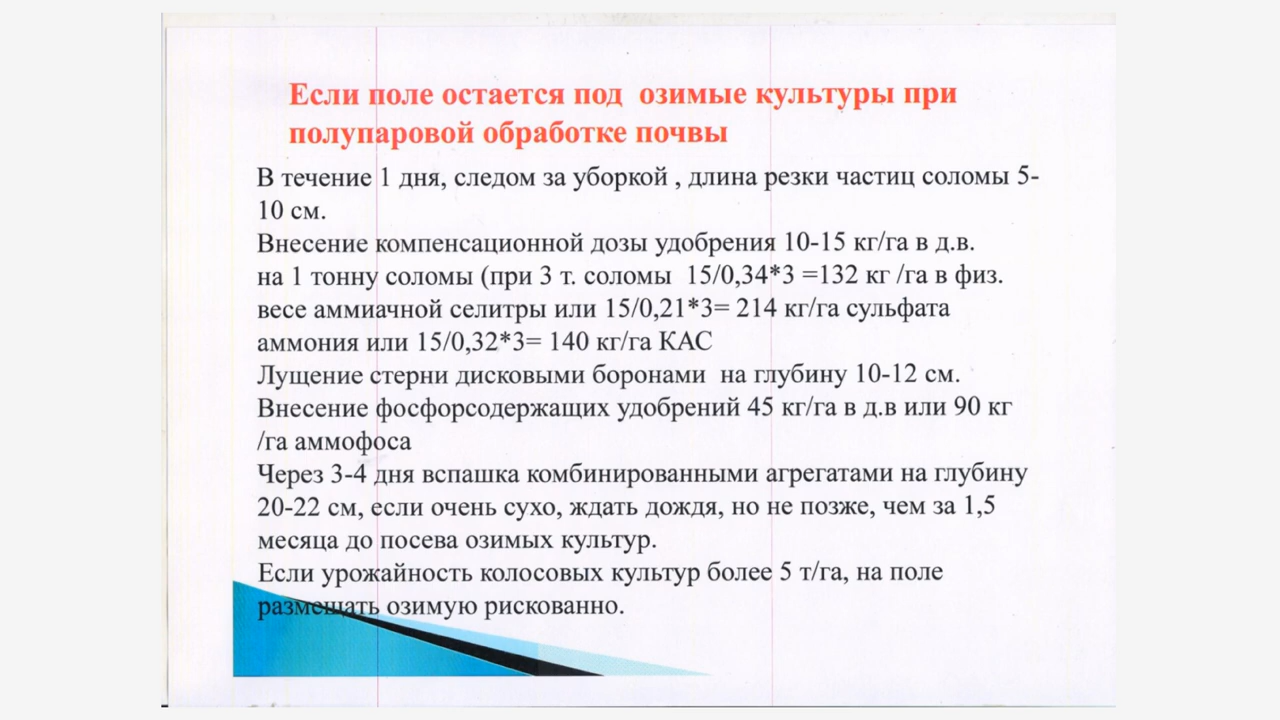 Если поле остается под озимые культуры при
полупаровой обработке почвы
В течение 1 дня, следом за уборкой , длина резки частиц соломы 5-
10 см.
Внесение компенсационной дозы удобрения 10-15 кг/га в д.в.
на 1 тонну соломы (при 3 т. соломы 15/0,34*3 =132 кг /га в физ.
весе аммиачной селитры или 15/0,21*3= 214 кг/га сульфата
аммония или 15/0,32*3= 140 кг/га КАС
Лущение стерни дисковыми боронами на глубину 10-12 см.
Внесение фосфорсодержащих удобрений 45 кг/га в д.в или 90 кг
/га аммофоса
Через 3-4 дня вспашка комбинированными агрегатами на глубину
20-22 см, если очень сухо, ждать дождя, но не позже, чем за 1,5
месяца до посева озимых культур.
Если урожайность колосовых культур более 5 т/га, на поле
размещать озимую рискованно.